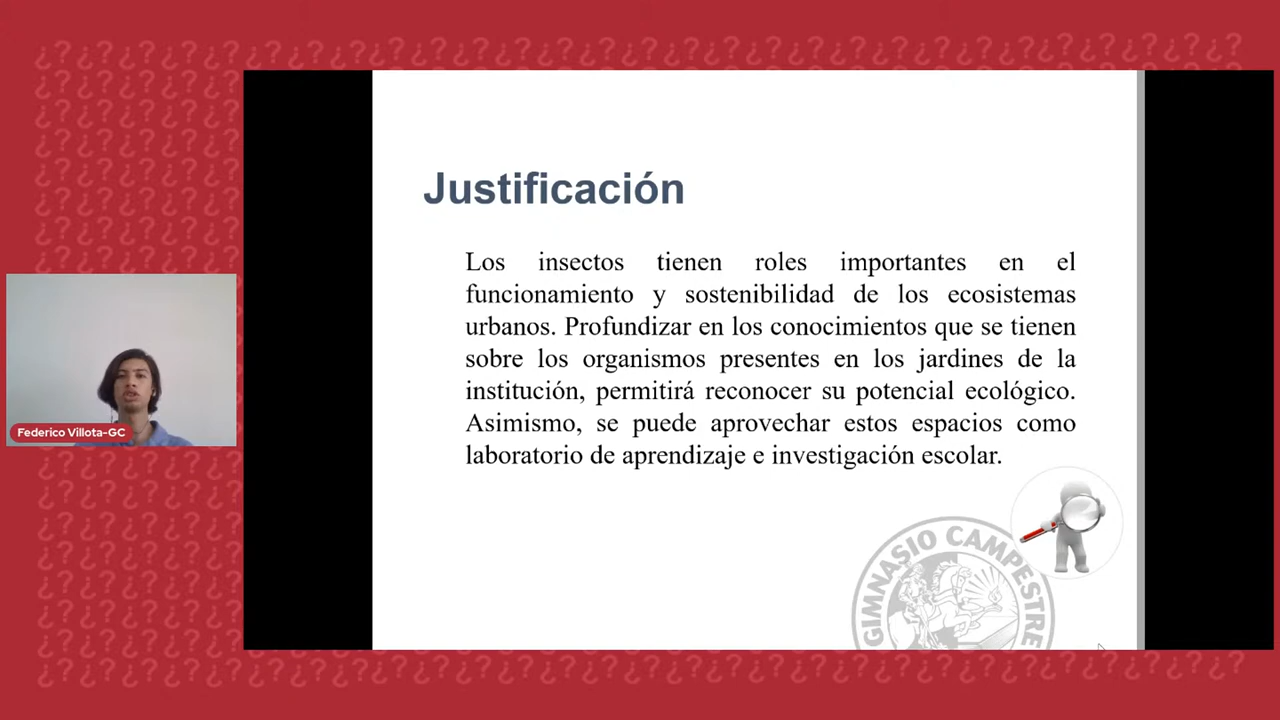 Justificación
Los insectos tienen roles importantes en el
funcionamiento y sostenibilidad de los ecosistemas
urbanos. Profundizar en los conocimientos que se tienen
sobre los organismos presentes en los jardines de la
institución, permitirá reconocer su potencial ecológico.
Asimismo, se puede aprovechar estos espacios como
laboratorio de aprendizaje e investigación escolar.
Federico Villota-GC
GIMNASIO CAMPESTRE